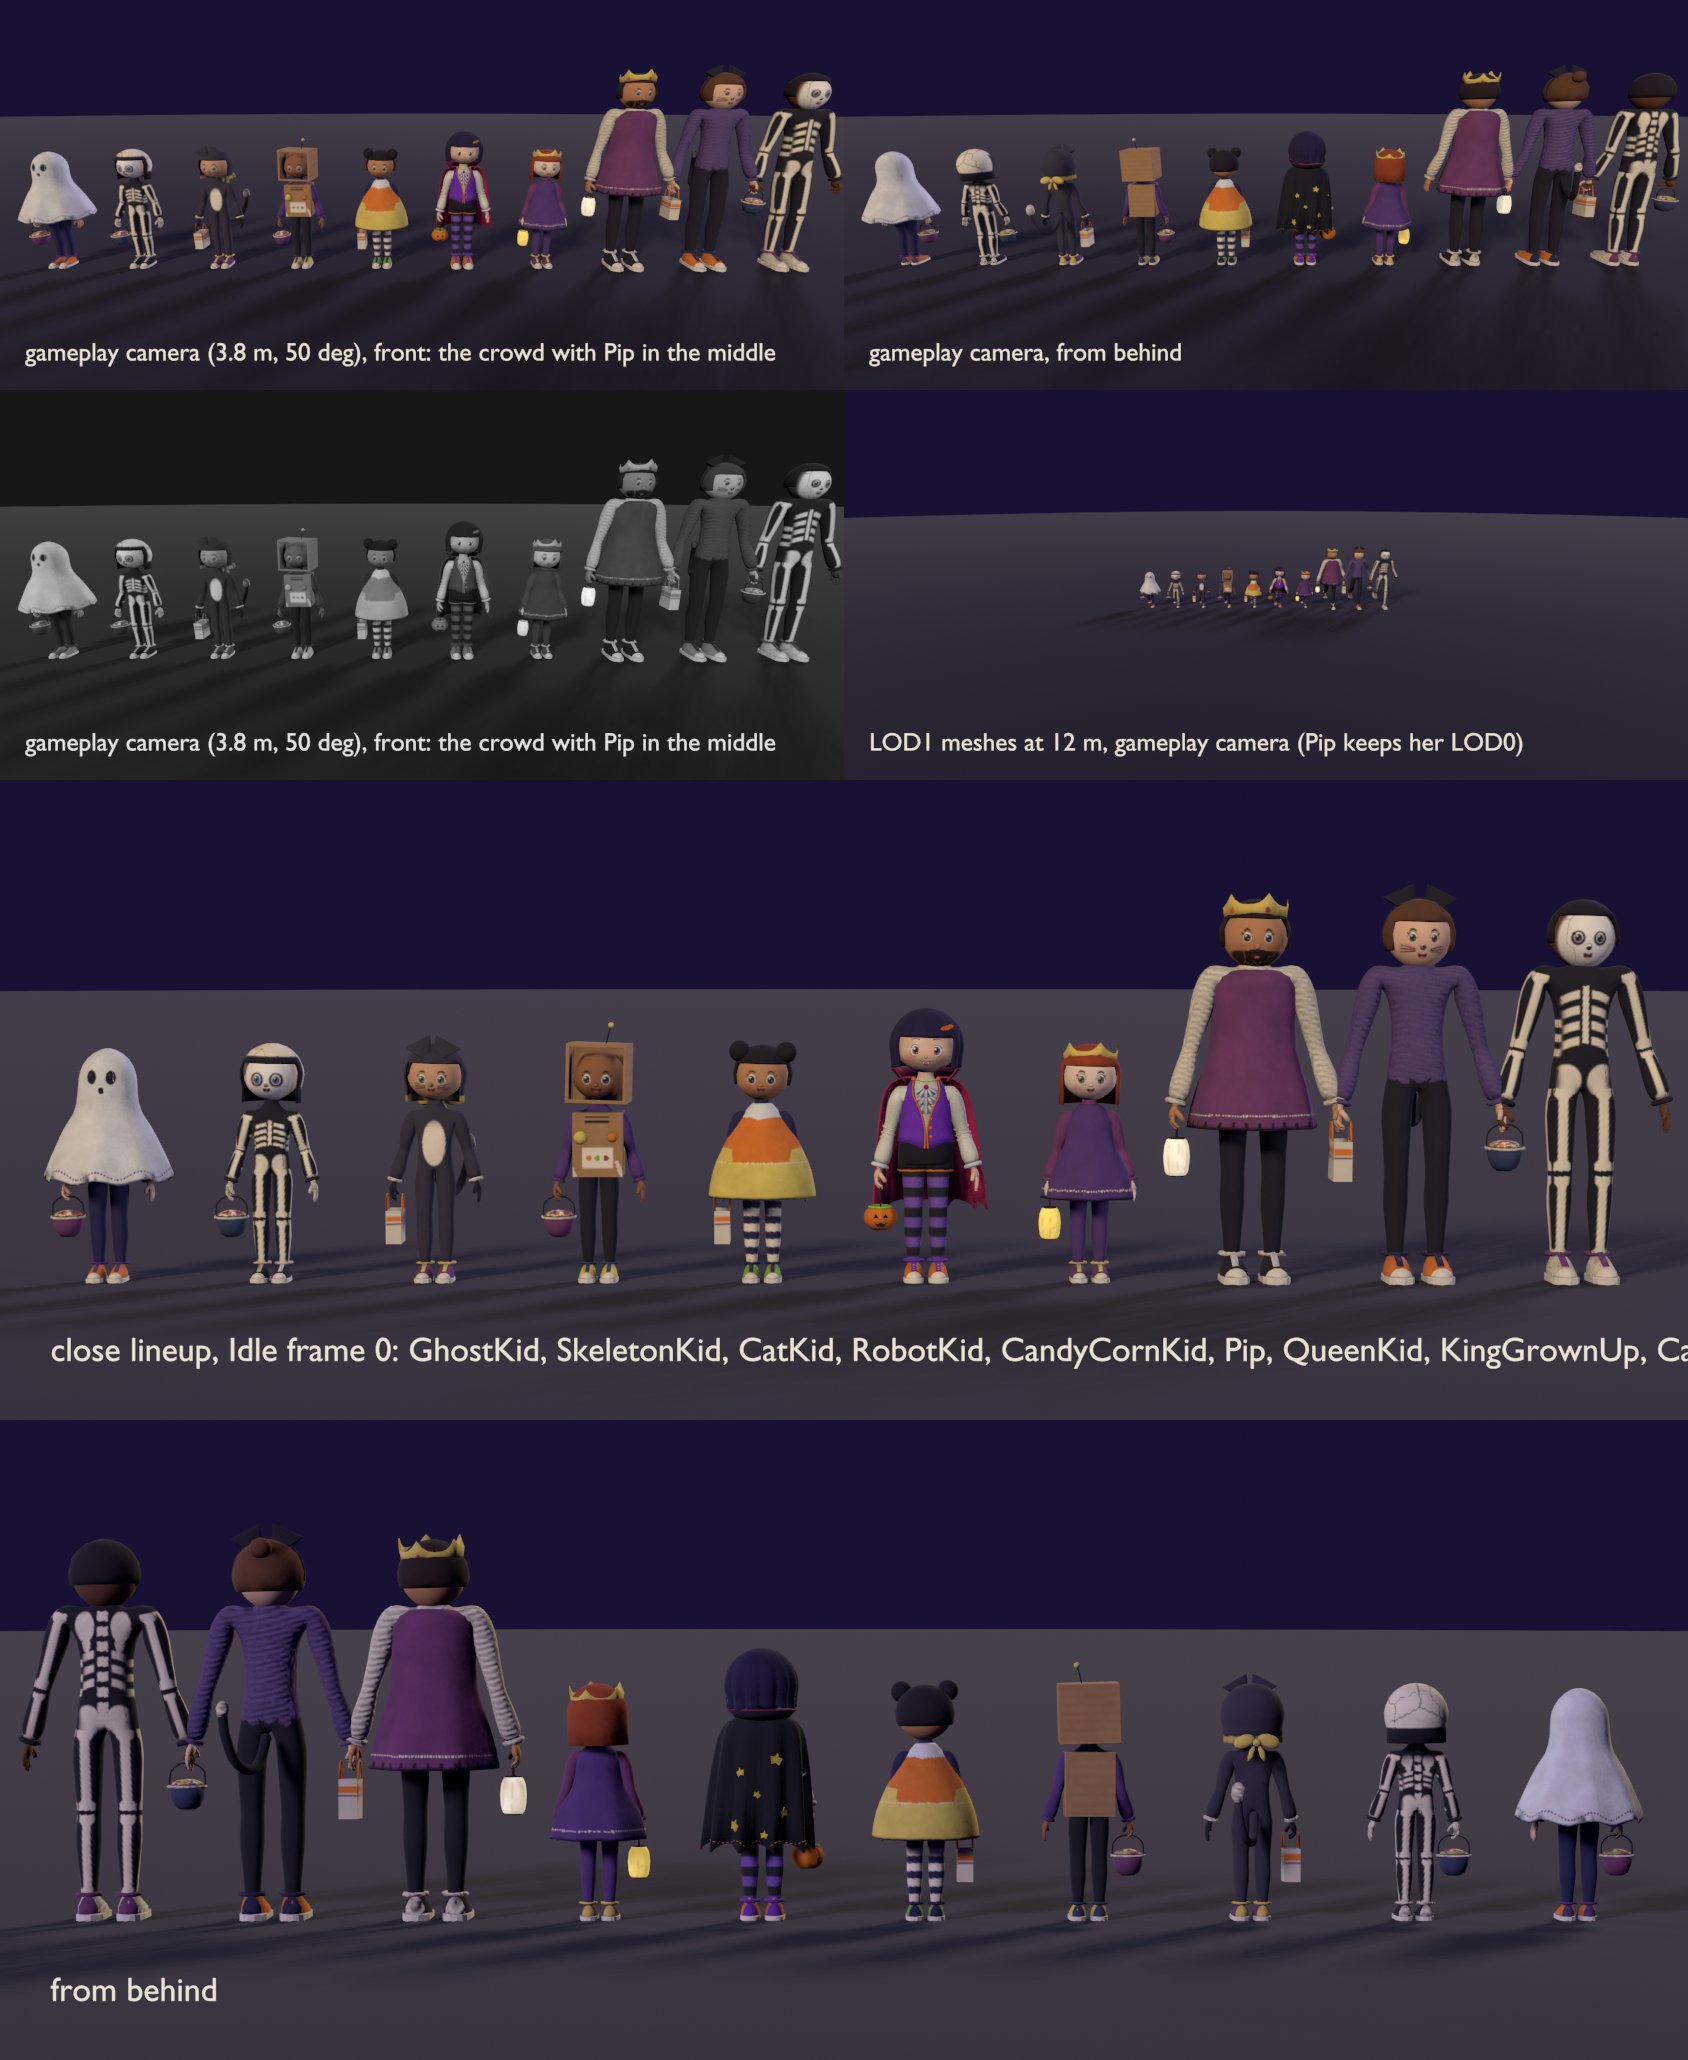 gameplay camera (3.8 m, 50 deg), front: the crowd with Pip in the middle
gameplay camera, from behind
gameplay camera (3.8 m, 50 deg), front: the crowd with Pip in the middle
LOD1 meshes at 12 m, gameplay camera (Pip keeps her LOD0)
close lineup, Idle frame 0: GhostKid, SkeletonKid, CatKid, RobotKid, CandyCornKid, Pip, QueenKid, KingGrownUp, Ca
from behind